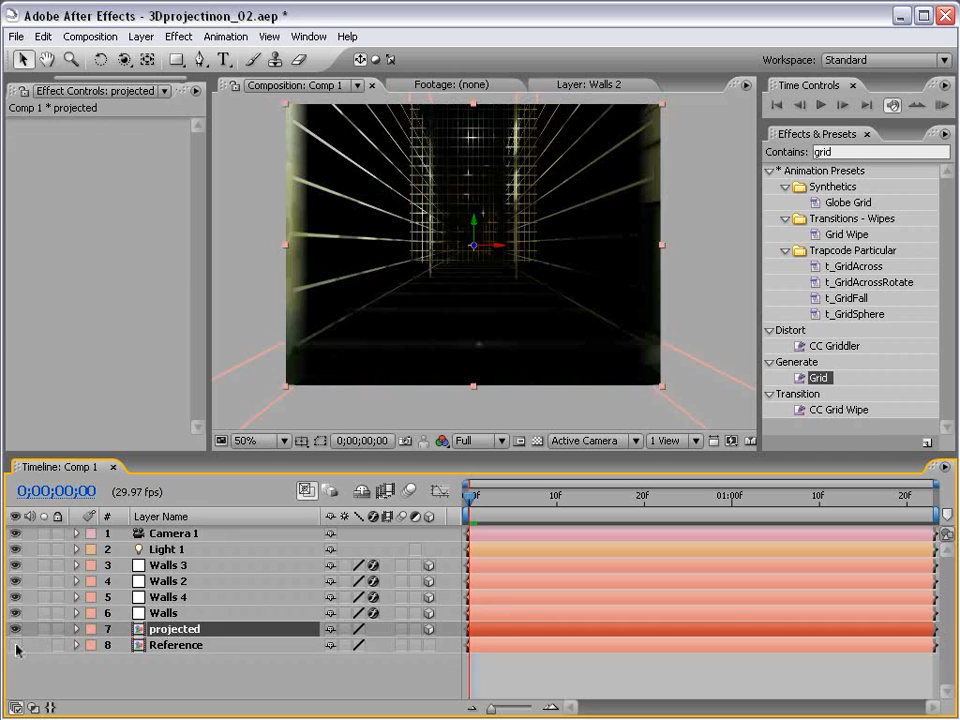 Adobe After Effects - 3Dprojectinon_02.aep *
File Edit Composition Layer Effect Animation View Window Help
Workspace: Standard
Effect Controls: projected
Comp 1 * projected
Composition: Comp 1
Footage: (none)
Layer: Walls 2
Time Controls
Effects & Presets
Contains: grid
* Animation Presets
Synthetics
Globe Grid
Transitions - Wipes
Grid Wipe
Trapcode Particular
t_GridAcross
t_GridAcrossRotate
t_GridFall
t_GridSphere
Distort
CC Griddler
Generate
Grid
Transition
CC Grid Wipe
50% 0;00;00;00 Full Active Camera 1 View
Timeline: Comp 1
0;00;00;00 (29.97 fps)
0f 10f 20f 01:00f 10f 20f
# Layer Name
1 Camera 1
2 Light 1
3 Walls 3
4 Walls 2
5 Walls 4
6 Walls
7 projected
8 Reference